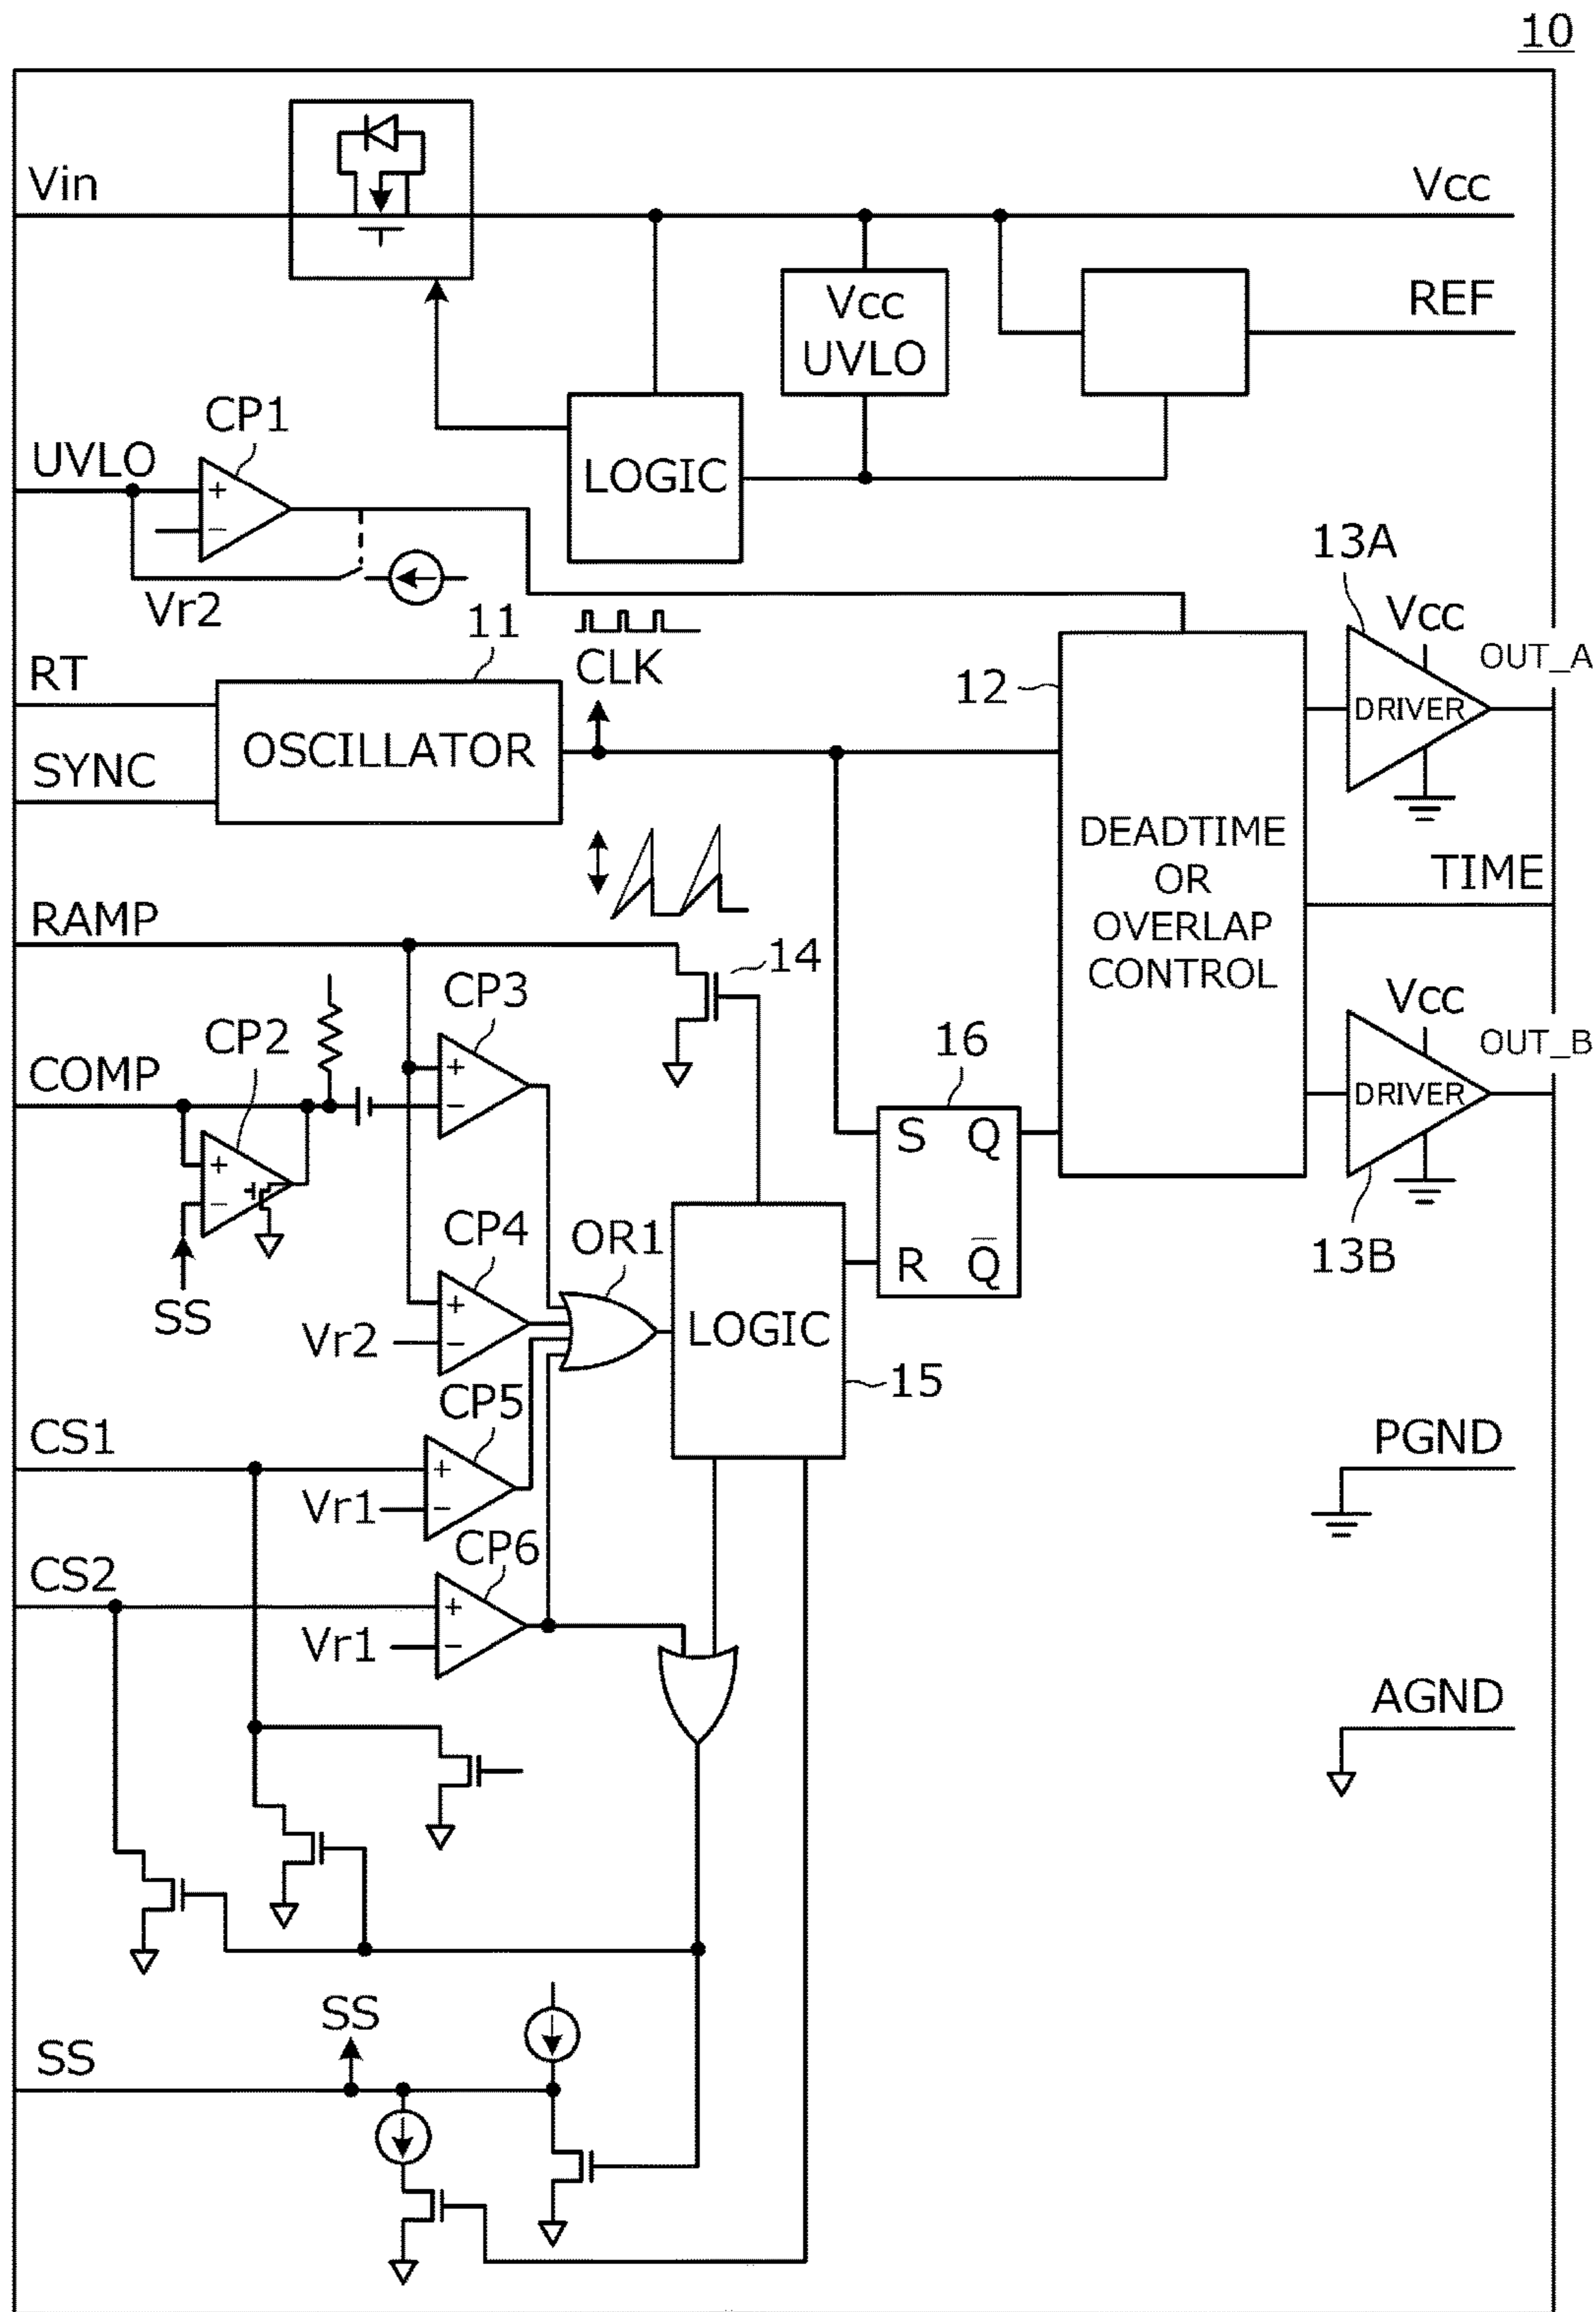 10
Vin
Vcc
REF
Vcc
UVLO
CP1
UVLO
LOGIC
+
−
Vr2
13A
Vcc
OUT_A
DRIVER
11
CLK
RT
OSCILLATOR
SYNC
12
DEADTIME
OR
OVERLAP
CONTROL
TIME
RAMP
14
CP3
+
−
CP2
COMP
+
−
SS
16
S Q
R Q̅
Vcc
OUT_B
DRIVER
13B
CP4
+
−
Vr2
OR1
LOGIC
15
CP5
CS1
+
−
Vr1
PGND
CP6
CS2
+
−
Vr1
AGND
SS
SS